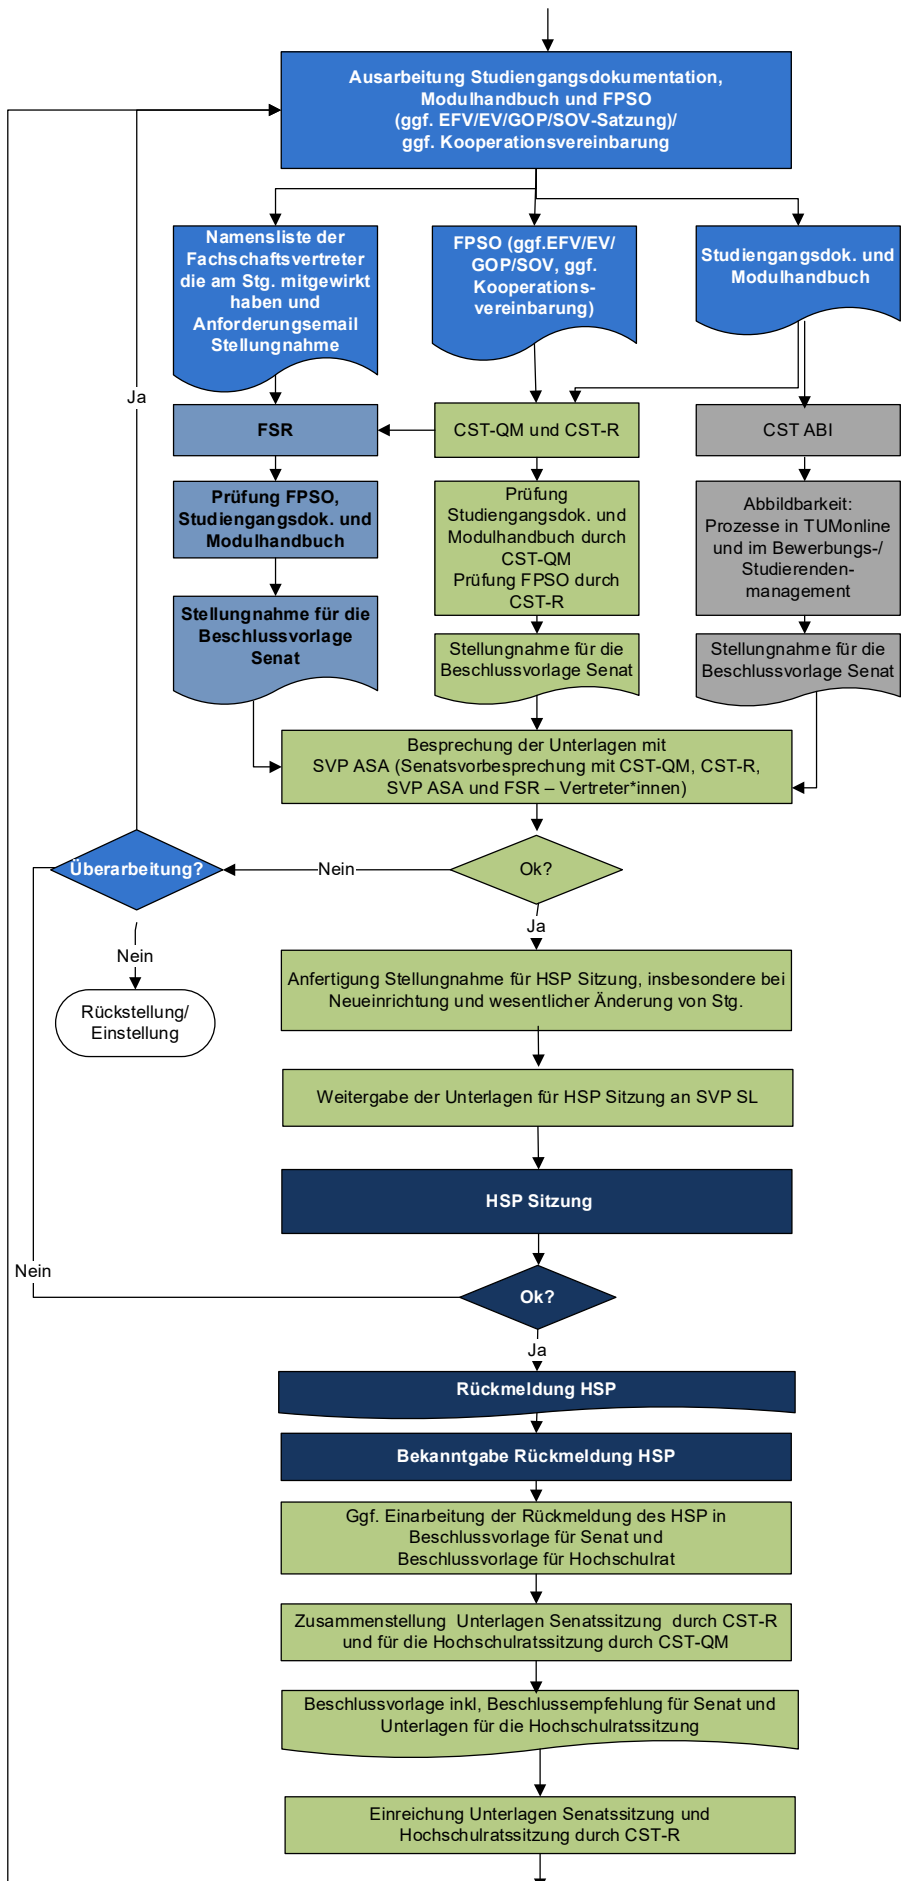 Ausarbeitung Studiengangsdokumentation,
Modulhandbuch und FPSO
(ggf. EFV/EV/GOP/SOV-Satzung)/
ggf. Kooperationsvereinbarung
Namensliste der
Fachschaftsvertreter
die am Stg. mitgewirkt
haben und
Anforderungsemail
Stellungnahme
FPSO (ggf.EFV/EV/
GOP/SOV, ggf.
Kooperations-
vereinbarung)
Studiengangsdok. und
Modulhandbuch
Ja
FSR
CST-QM und CST-R
CST ABI
Prüfung FPSO,
Studiengangsdok. und
Modulhandbuch
Prüfung
Studiengangsdok. und
Modulhandbuch durch
CST-QM
Prüfung FPSO durch
CST-R
Abbildbarkeit:
Prozesse in TUMonline
und im Bewerbungs-/
Studierenden-
management
Stellungnahme für die
Beschlussvorlage
Senat
Stellungnahme für die
Beschlussvorlage Senat
Stellungnahme für die
Beschlussvorlage Senat
Besprechung der Unterlagen mit
SVP ASA (Senatsvorbesprechung mit CST-QM, CST-R,
SVP ASA und FSR – Vertreter*innen)
Überarbeitung?
Nein
Ok?
Ja
Nein
Rückstellung/
Einstellung
Anfertigung Stellungnahme für HSP Sitzung, insbesondere bei
Neueinrichtung und wesentlicher Änderung von Stg.
Weitergabe der Unterlagen für HSP Sitzung an SVP SL
HSP Sitzung
Nein
Ok?
Ja
Rückmeldung HSP
Bekanntgabe Rückmeldung HSP
Ggf. Einarbeitung der Rückmeldung des HSP in
Beschlussvorlage für Senat und
Beschlussvorlage für Hochschulrat
Zusammenstellung  Unterlagen Senatssitzung  durch CST-R
und für die Hochschulratssitzung durch CST-QM
Beschlussvorlage inkl, Beschlussempfehlung für Senat und
Unterlagen für die Hochschulratssitzung
Einreichung Unterlagen Senatssitzung und
Hochschulratssitzung durch CST-R